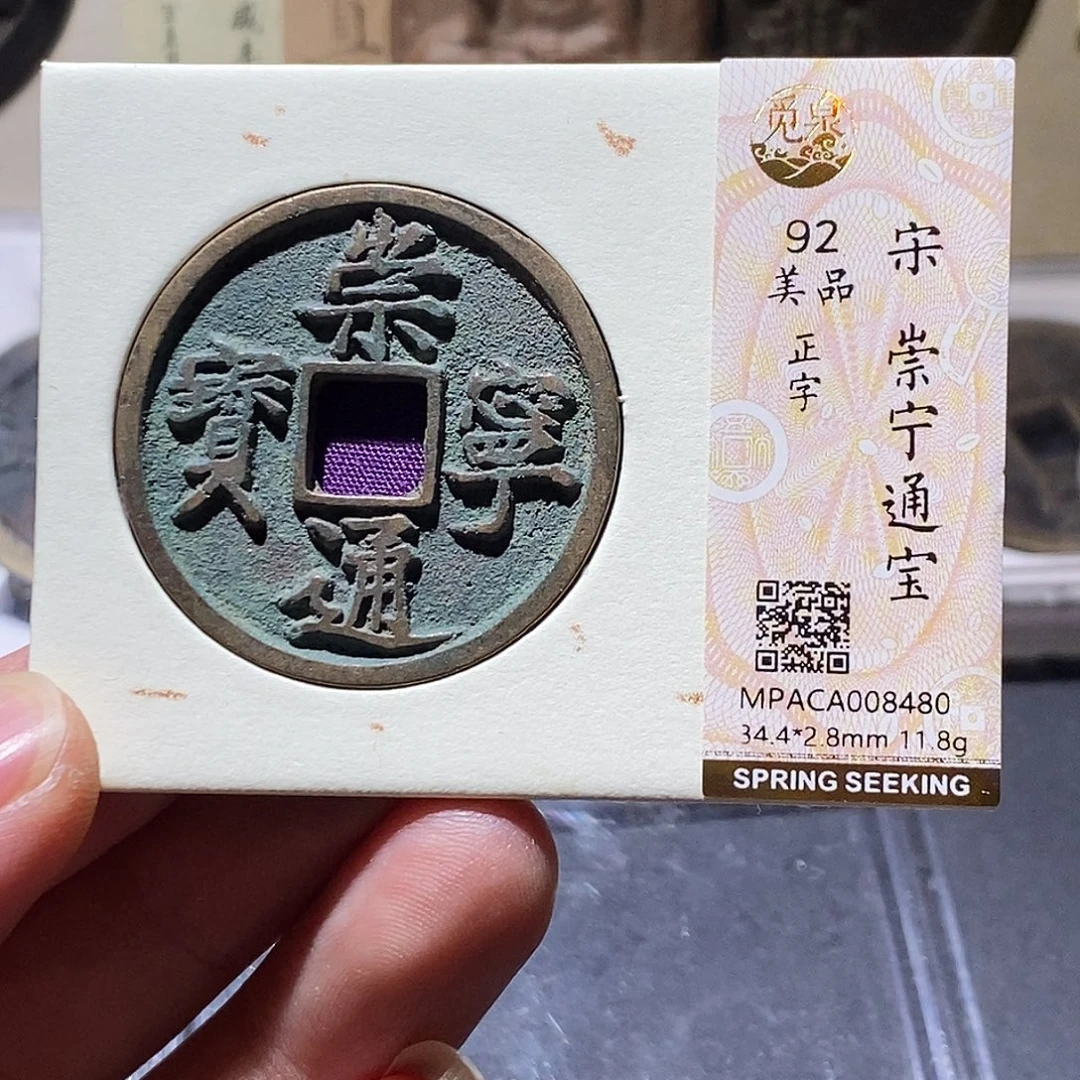 崇
寧
通
寶
觅泉
92
美品
正字
宋 崇宁通宝
MPACA008480
34.4*2.8mm 11.8g
SPRING SEEKING